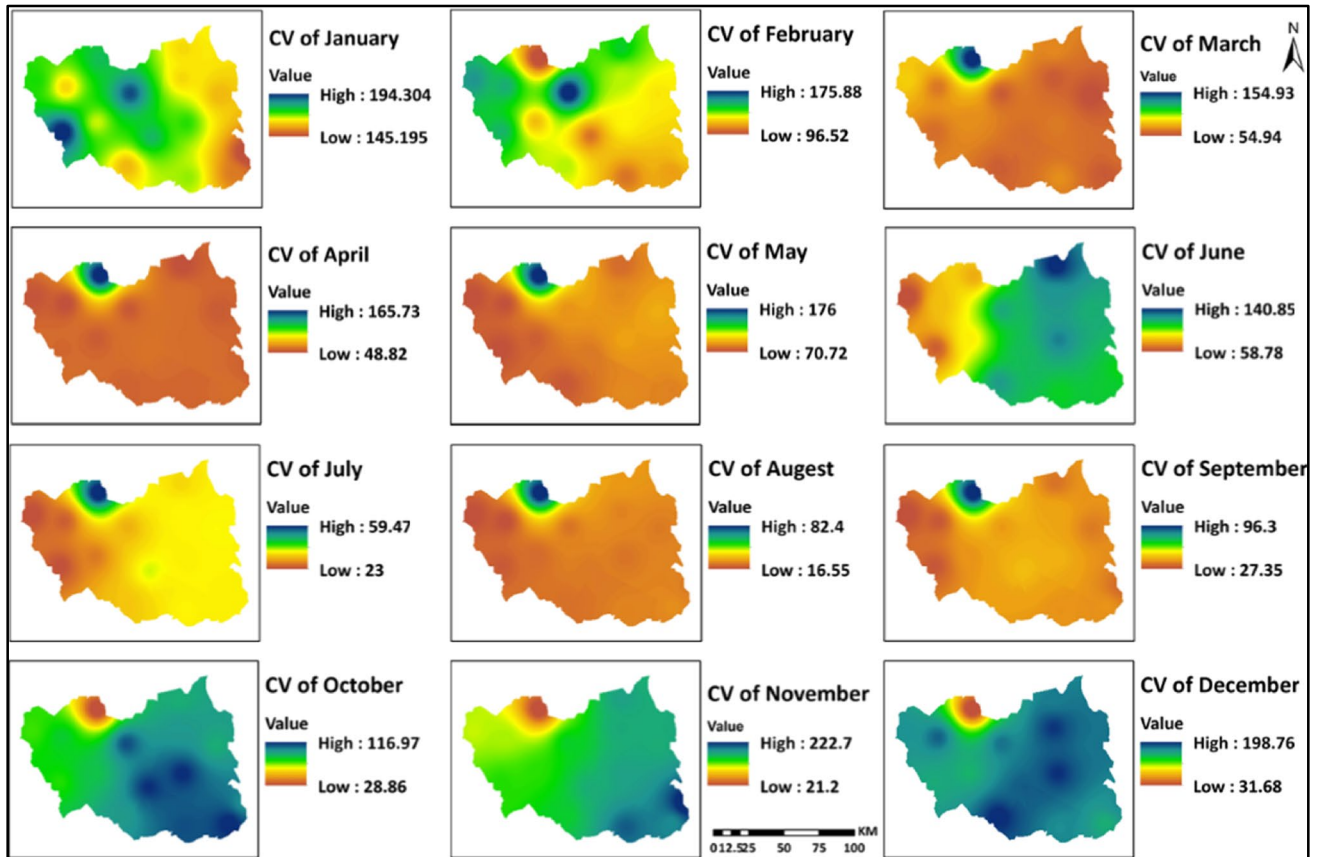 CV of January
Value
High : 194.304
Low : 145.195
CV of February
Value
High : 175.88
Low : 96.52
CV of March
Value
High : 154.93
Low : 54.94
N
CV of April
Value
High : 165.73
Low : 48.82
CV of May
Value
High : 176
Low : 70.72
CV of June
Value
High : 140.85
Low : 58.78
CV of July
Value
High : 59.47
Low : 23
CV of Augest
Value
High : 82.4
Low : 16.55
CV of September
Value
High : 96.3
Low : 27.35
CV of October
Value
High : 116.97
Low : 28.86
CV of November
Value
High : 222.7
Low : 21.2
CV of December
Value
High : 198.76
Low : 31.68
KM
0 12.5 25 50 75 100